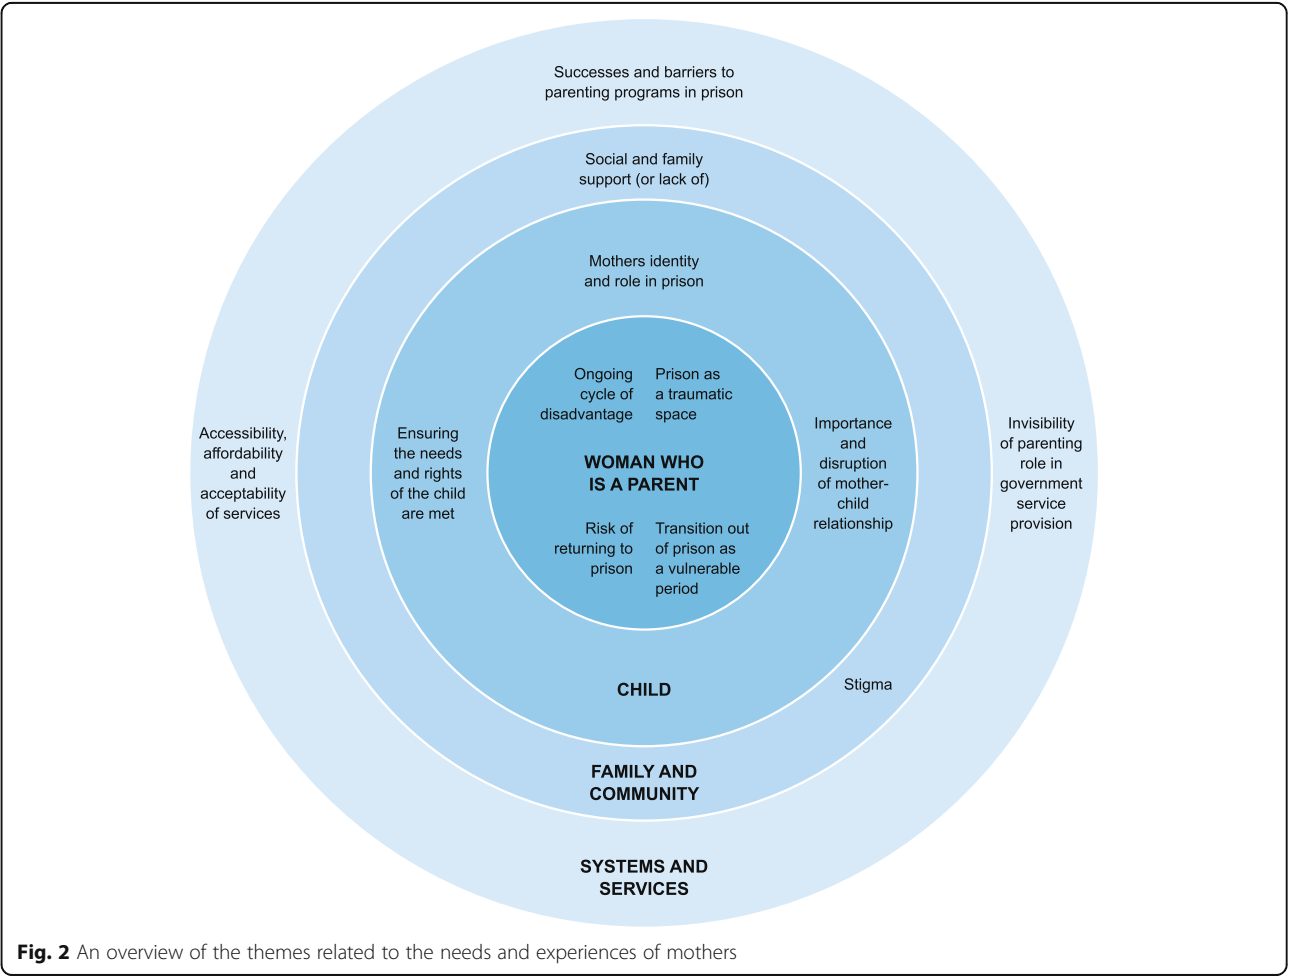 Successes and barriers to
parenting programs in prison
Social and family
support (or lack of)
Mothers identity
and role in prison
Ongoing
cycle of
disadvantage
Prison as
a traumatic
space
Accessibility,
affordability
and
acceptability
of services
Ensuring
the needs
and rights
of the child
are met
WOMAN WHO
IS A PARENT
Importance
and
disruption
of mother-
child
relationship
Invisibility
of parenting
role in
government
service
provision
Risk of
returning to
prison
Transition out
of prison as
a vulnerable
period
CHILD
Stigma
FAMILY AND
COMMUNITY
SYSTEMS AND
SERVICES
Fig. 2 An overview of the themes related to the needs and experiences of mothers